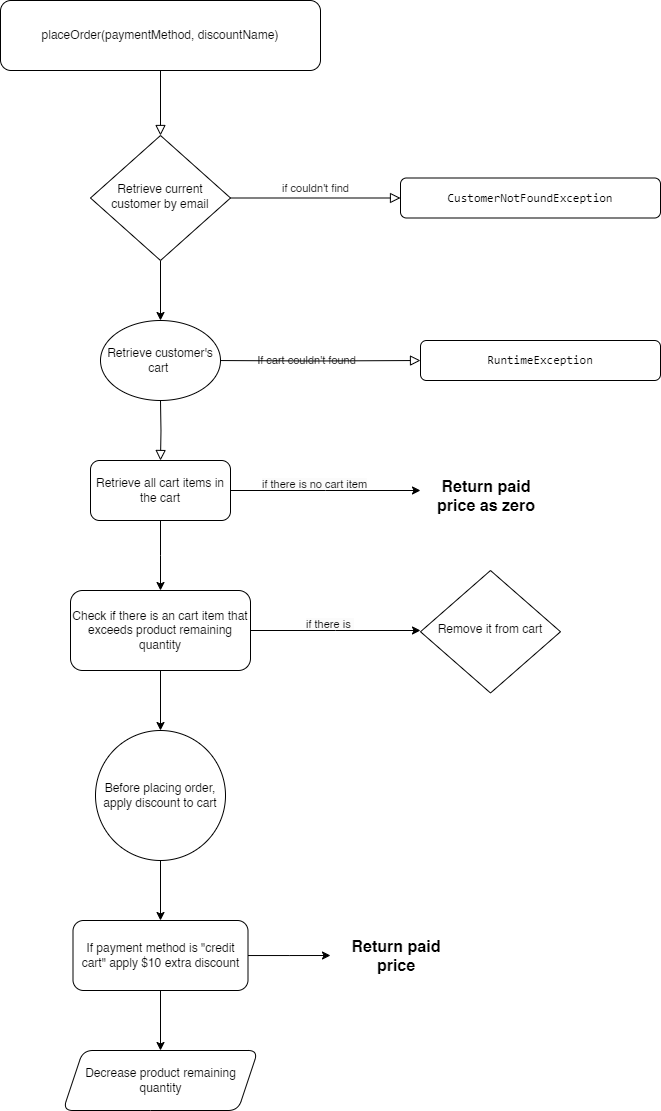 placeOrder(paymentMethod, discountName)
Retrieve current
customer by email
if couldn't find
CustomerNotFoundException
Retrieve customer's
cart
If cart couldn't found
RuntimeException
Retrieve all cart items in
the cart
if there is no cart item
Return paid
price as zero
Check if there is an cart item that
exceeds product remaining
quantity
if there is
Remove it from cart
Before placing order,
apply discount to cart
If payment method is "credit
cart" apply $10 extra discount
Return paid
price
Decrease product remaining
quantity